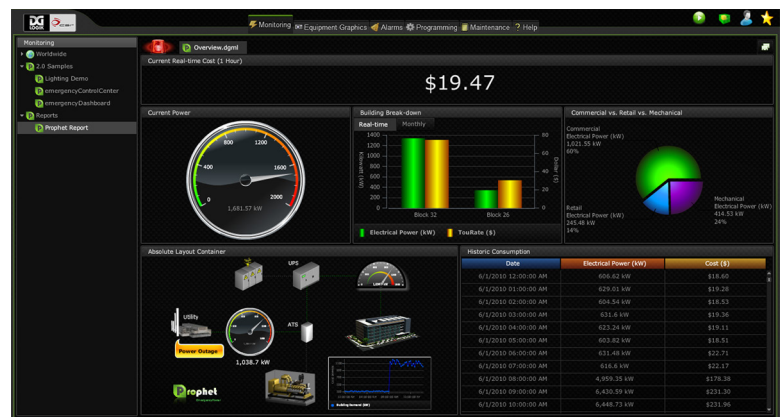 DG
LOGIK
Monitoring
Equipment Graphics
Alarms
Programming
Maintenance
? Help
Monitoring
Worldwide
2.0 Samples
Lighting Demo
emergencyControlCenter
emergencyDashboard
Reports
Prophet Report
Overview.dgml
Current Real-time Cost (1 Hour)
$19.47
Current Power
0
400
800
1200
1600
2000
1,681.57 kW
Building Break-down
Real-time Monthly
Kilowatt (kW)
1400
1200
1000
800
600
400
200
0
80
60
40
20
0
Dollar ($)
Block 32 Block 26
Electrical Power (kW) TouRate ($)
Commercial vs. Retail vs. Mechanical
Commercial
Electrical Power (kW)
1,021.55 kW
60%
Retail
Electrical Power (kW)
245.48 kW
14%
Mechanical
Electrical Power (kW)
414.53 kW
24%
Absolute Layout Container
UPS
Utility
ATS
Power Outage
1,038.7 kW
Prophet
Building Demand (kW)
Historic Consumption
Date Electrical Power (kW) Cost ($)
6/1/2010 12:00:00 AM 606.62 kW $18.60
6/1/2010 01:00:00 AM 629.01 kW $19.28
6/1/2010 02:00:00 AM 604.54 kW $18.53
6/1/2010 03:00:00 AM 631.6 kW $19.36
6/1/2010 04:00:00 AM 623.24 kW $19.11
6/1/2010 05:00:00 AM 603.82 kW $18.51
6/1/2010 06:00:00 AM 631.48 kW $22.71
6/1/2010 07:00:00 AM 616.6 kW $22.17
6/1/2010 08:00:00 AM 4,959.35 kW $178.38
6/1/2010 09:00:00 AM 6,430.59 kW $231.30
6/1/2010 10:00:00 AM 6,448.73 kW $231.96